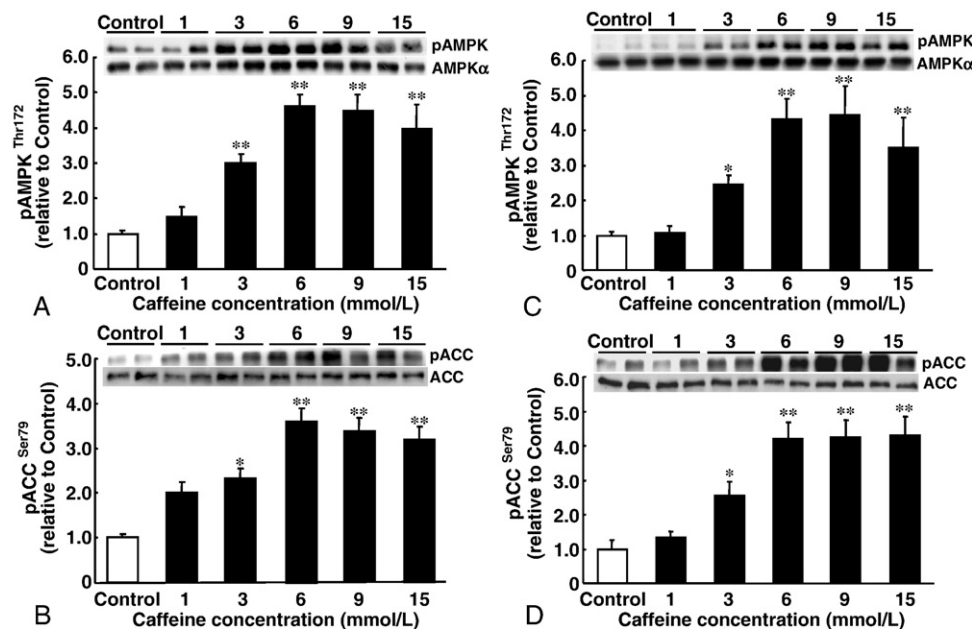 Control 1 3 6 9 15
pAMPK
AMPKα
6.0
5.0
4.0
3.0
2.0
1.0
0
pAMPK Thr172
(relative to Control)
** ** ** **
Control 1 3 6 9 15
Caffeine concentration (mmol/L)
A
Control 1 3 6 9 15
pAMPK
AMPKα
6.0
5.0
4.0
3.0
2.0
1.0
0
pAMPK Thr172
(relative to Control)
* ** ** **
Control 1 3 6 9 15
Caffeine concentration (mmol/L)
C
Control 1 3 6 9 15
pACC
ACC
5.0
4.0
3.0
2.0
1.0
0
pACC Ser79
(relative to Control)
* ** ** **
Control 1 3 6 9 15
Caffeine concentration (mmol/L)
B
Control 1 3 6 9 15
pACC
ACC
6.0
5.0
4.0
3.0
2.0
1.0
0
pACC Ser79
(relative to Control)
* ** ** **
Control 1 3 6 9 15
Caffeine concentration (mmol/L)
D